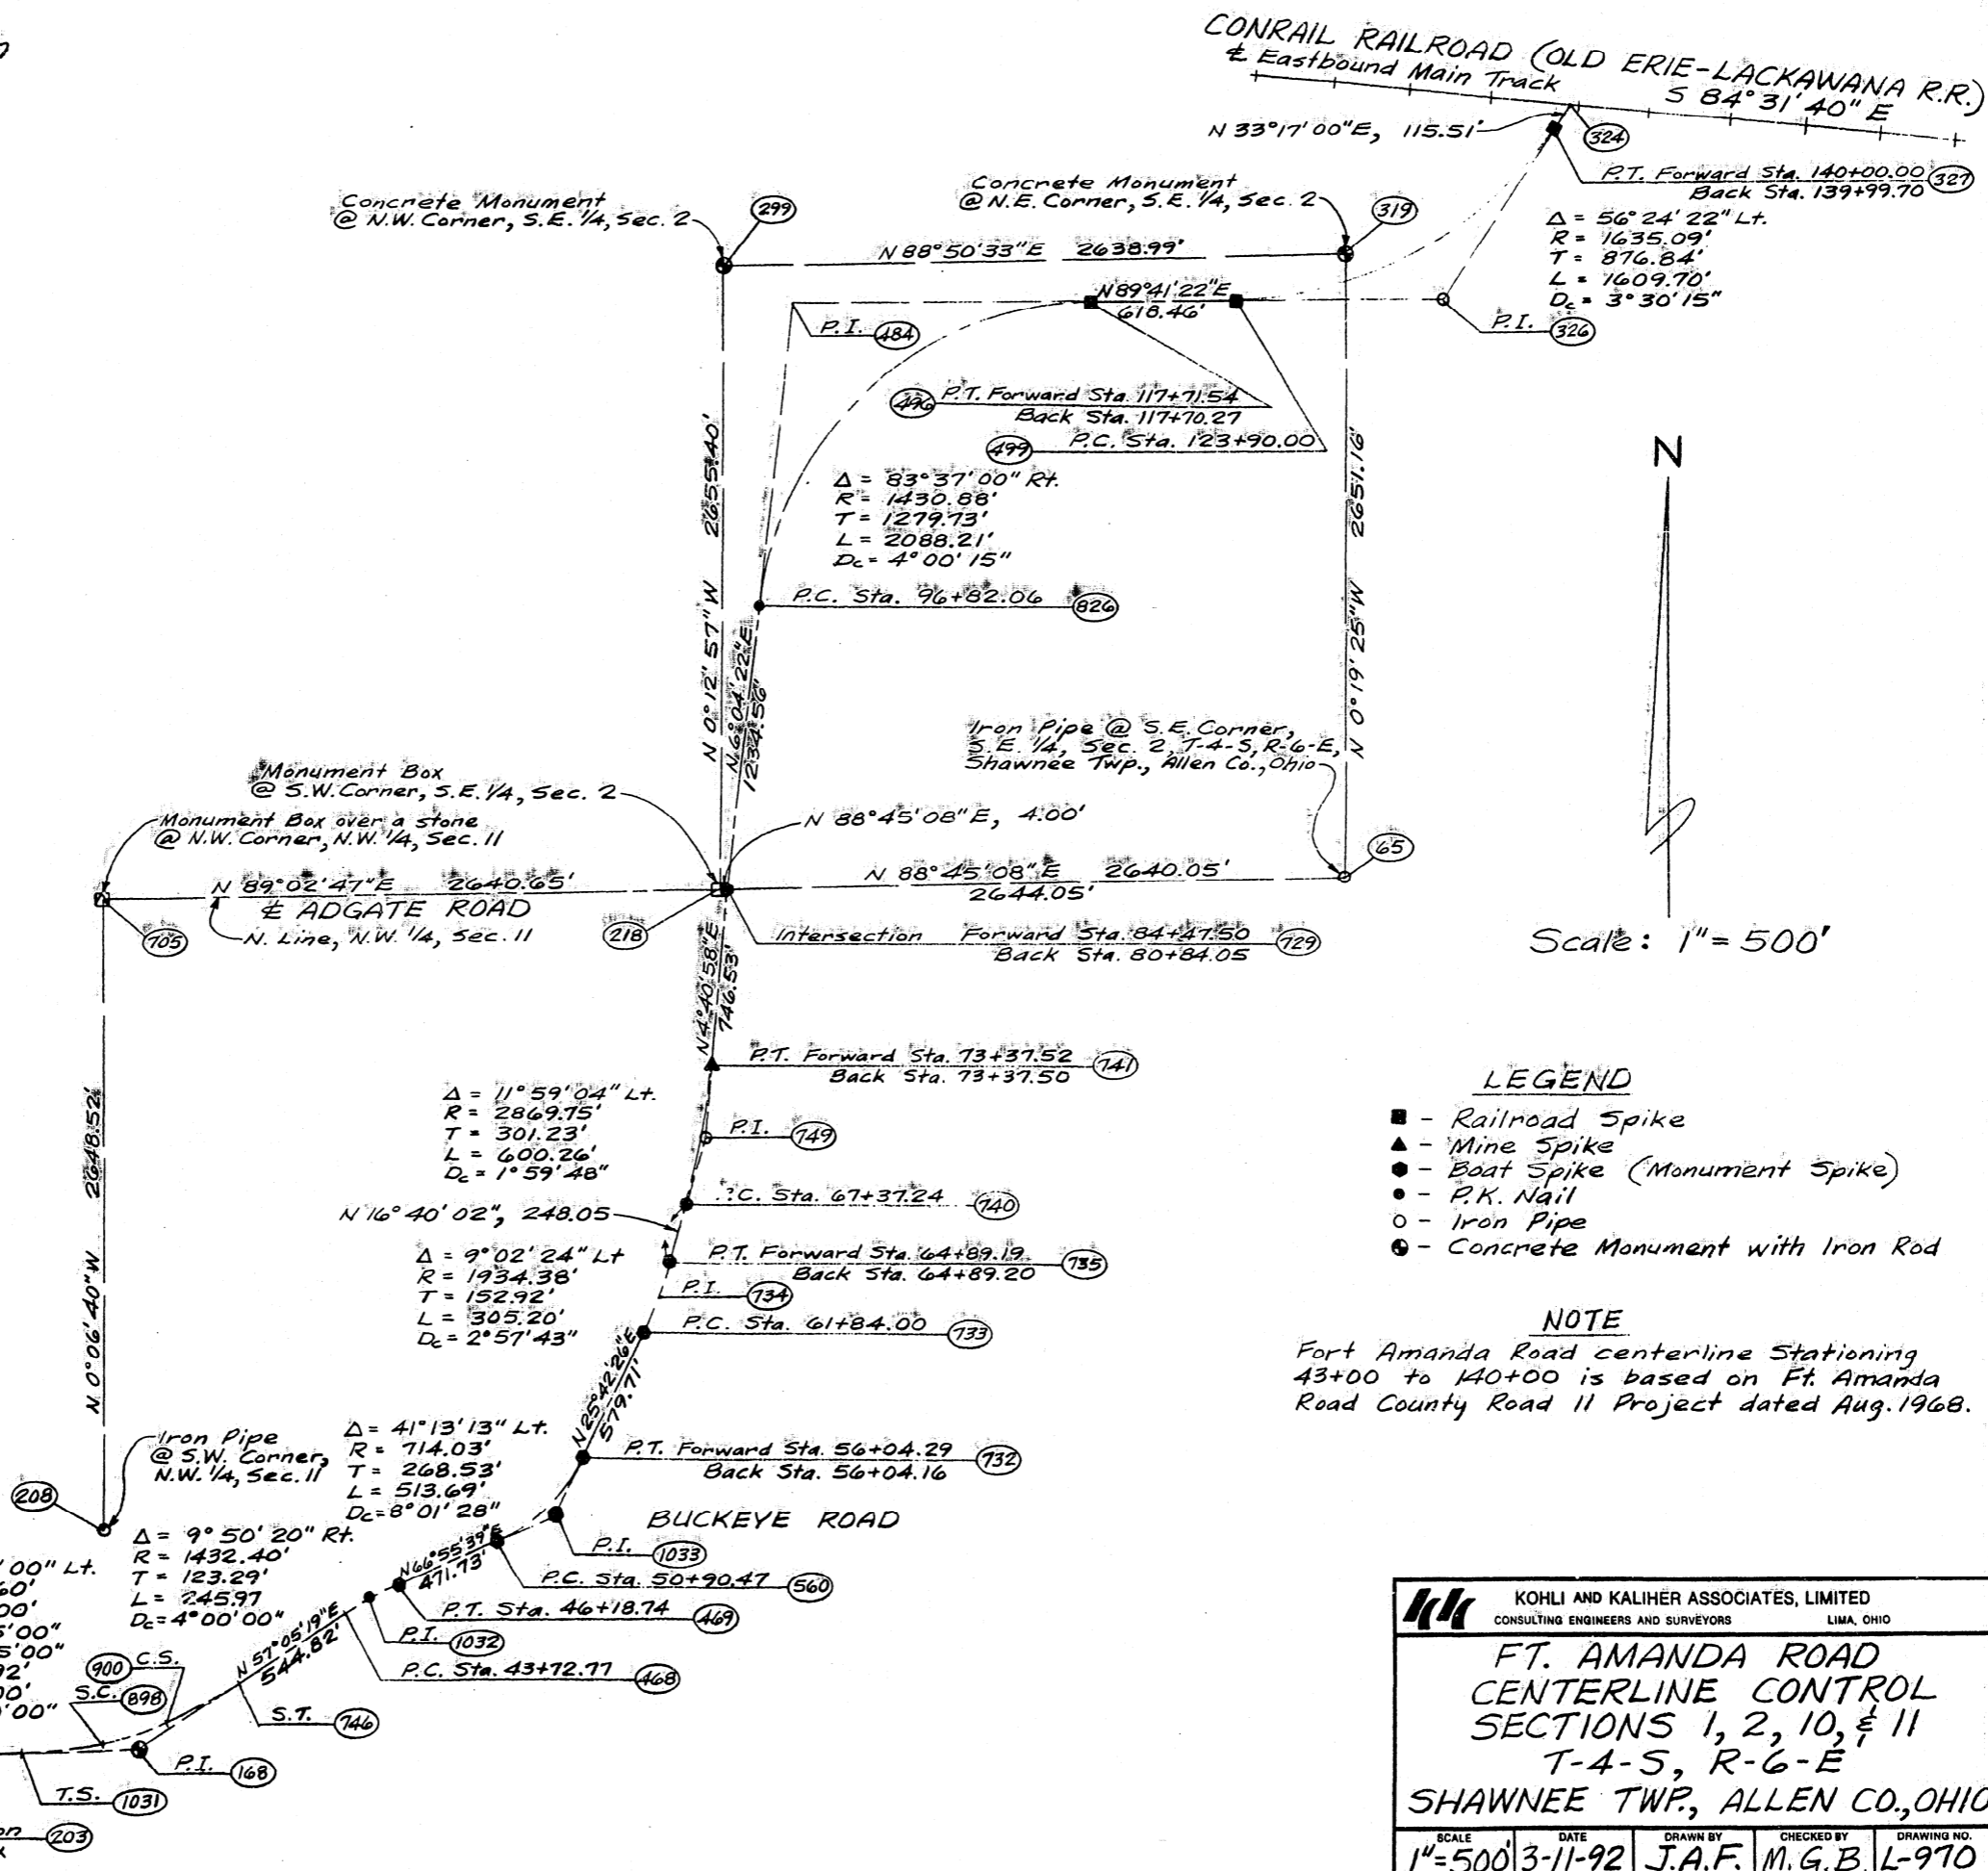 CONRAIL RAILROAD (OLD ERIE-LACKAWANA R.R.)
℄ Eastbound Main Track
S 84° 31' 40" E
N 33°17'00"E, 115.51'
324
P.T. Forward Sta. 140+00.00
Back Sta. 139+99.70
327
Δ = 56° 24' 22" Lt.
R = 1635.09'
T = 876.84'
L = 1609.70'
Dc = 3° 30' 15"
P.I. 326
Concrete Monument
@ N.W. Corner, S.E. 1/4, Sec. 2
299
Concrete Monument
@ N.E. Corner, S.E. 1/4, Sec. 2
319
N 88°50'33"E 2638.99'
N 89°41'22"E
618.46'
P.I. 484
496 P.T. Forward Sta. 117+71.54
Back Sta. 117+70.27
499 P.C. Sta. 123+90.00
Δ = 83° 37' 00" Rt.
R = 1430.88'
T = 1279.73'
L = 2088.21'
Dc = 4° 00' 15"
P.C. Sta. 96+82.06 826
N 0° 12' 57" W 2655.40'
N 6° 04' 22" E
1234.56'
N 0° 19' 25" W 2651.16'
N
Scale: 1" = 500'
Iron Pipe @ S.E. Corner,
S.E. 1/4, Sec. 2, T-4-S, R-6-E,
Shawnee Twp., Allen Co., Ohio
65
Monument Box
@ S.W. Corner, S.E. 1/4, Sec. 2
Monument Box over a stone
@ N.W. Corner, N.W. 1/4, Sec. 11
N 88° 45' 08" E, 4.00'
N 89° 02' 47" E 2640.65'
℄ ADGATE ROAD
N. Line, N.W. 1/4, Sec. 11
705
218
N 88° 45' 08" E 2640.05'
2644.05'
Intersection Forward Sta. 84+47.50
Back Sta. 80+84.05
729
N 4° 40' 58" E
746.53'
P.T. Forward Sta. 73+37.52
Back Sta. 73+37.50
741
Δ = 11° 59' 04" Lt.
R = 2869.75'
T = 301.23'
L = 600.26'
Dc = 1° 59' 48"
P.I. 749
C. Sta. 67+37.24 740
N 16° 40' 02", 248.05
P.T. Forward Sta. 64+89.19
Back Sta. 64+89.20
735
Δ = 9° 02' 24" Lt
R = 1934.38'
T = 152.92'
L = 305.20'
Dc = 2° 57' 43"
P.I. 734
P.C. Sta. 61+84.00 733
N 25° 42' 26" E
579.71'
N 0° 06' 40" W 2648.52'
LEGEND
- Railroad Spike
- Mine Spike
- Boat Spike (Monument Spike)
- P.K. Nail
- Iron Pipe
- Concrete Monument with Iron Rod
NOTE
Fort Amanda Road centerline Stationing
43+00 to 140+00 is based on Ft. Amanda
Road County Road 11 Project dated Aug. 1968.
Iron Pipe
@ S.W. Corner,
N.W. 1/4, Sec. 11
208
Δ = 41° 13' 13" Lt.
R = 714.03'
T = 268.53'
L = 513.69'
Dc = 8° 01' 28"
P.T. Forward Sta. 56+04.29
Back Sta. 56+04.16
732
BUCKEYE ROAD
P.I. 1033
P.C. Sta. 50+90.47 560
N 66° 55' 39" E
471.73'
P.T. Sta. 46+18.74 469
P.I. 1032
P.C. Sta. 43+72.77 468
Δ = 9° 50' 20" Rt.
R = 1432.40'
T = 123.29'
L = 245.97
Dc = 4° 00' 00"
N 57° 05' 19" E
544.82'
00" Lt.
900 C.S.
S.C. 898
S.T. 746
P.I. 168
T.S. 1031
203
KOHLI AND KALIHER ASSOCIATES, LIMITED
CONSULTING ENGINEERS AND SURVEYORS LIMA, OHIO
FT. AMANDA ROAD
CENTERLINE CONTROL
SECTIONS 1, 2, 10, & 11
T-4-S, R-6-E
SHAWNEE TWP., ALLEN CO., OHIO
SCALE DATE DRAWN BY CHECKED BY DRAWING NO.
1"=500' 3-11-92 J.A.F. M.G.B. L-970